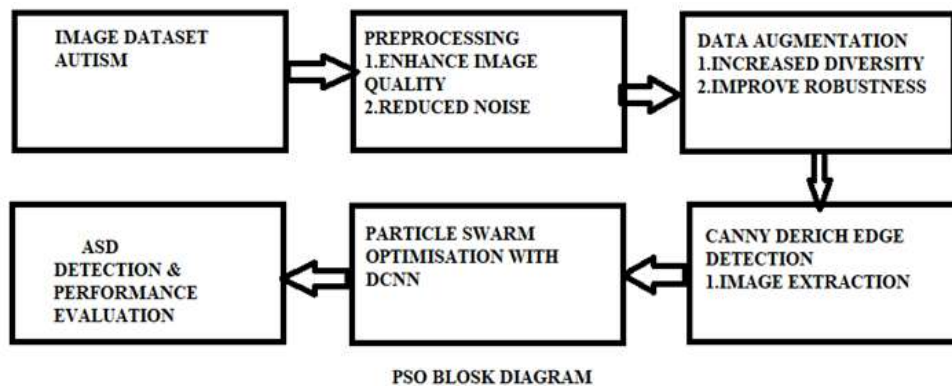 IMAGE DATASET
AUTISM
PREPROCESSING
1.ENHANCE IMAGE
QUALITY
2.REDUCED NOISE
DATA AUGMENTATION
1.INCREASED DIVERSITY
2.IMPROVE ROBUSTNESS
CANNY DERICH EDGE
DETECTION
1.IMAGE EXTRACTION
PARTICLE SWARM
OPTIMISATION WITH
DCNN
ASD
DETECTION &
PERFORMANCE
EVALUATION
PSO BLOSK DIAGRAM